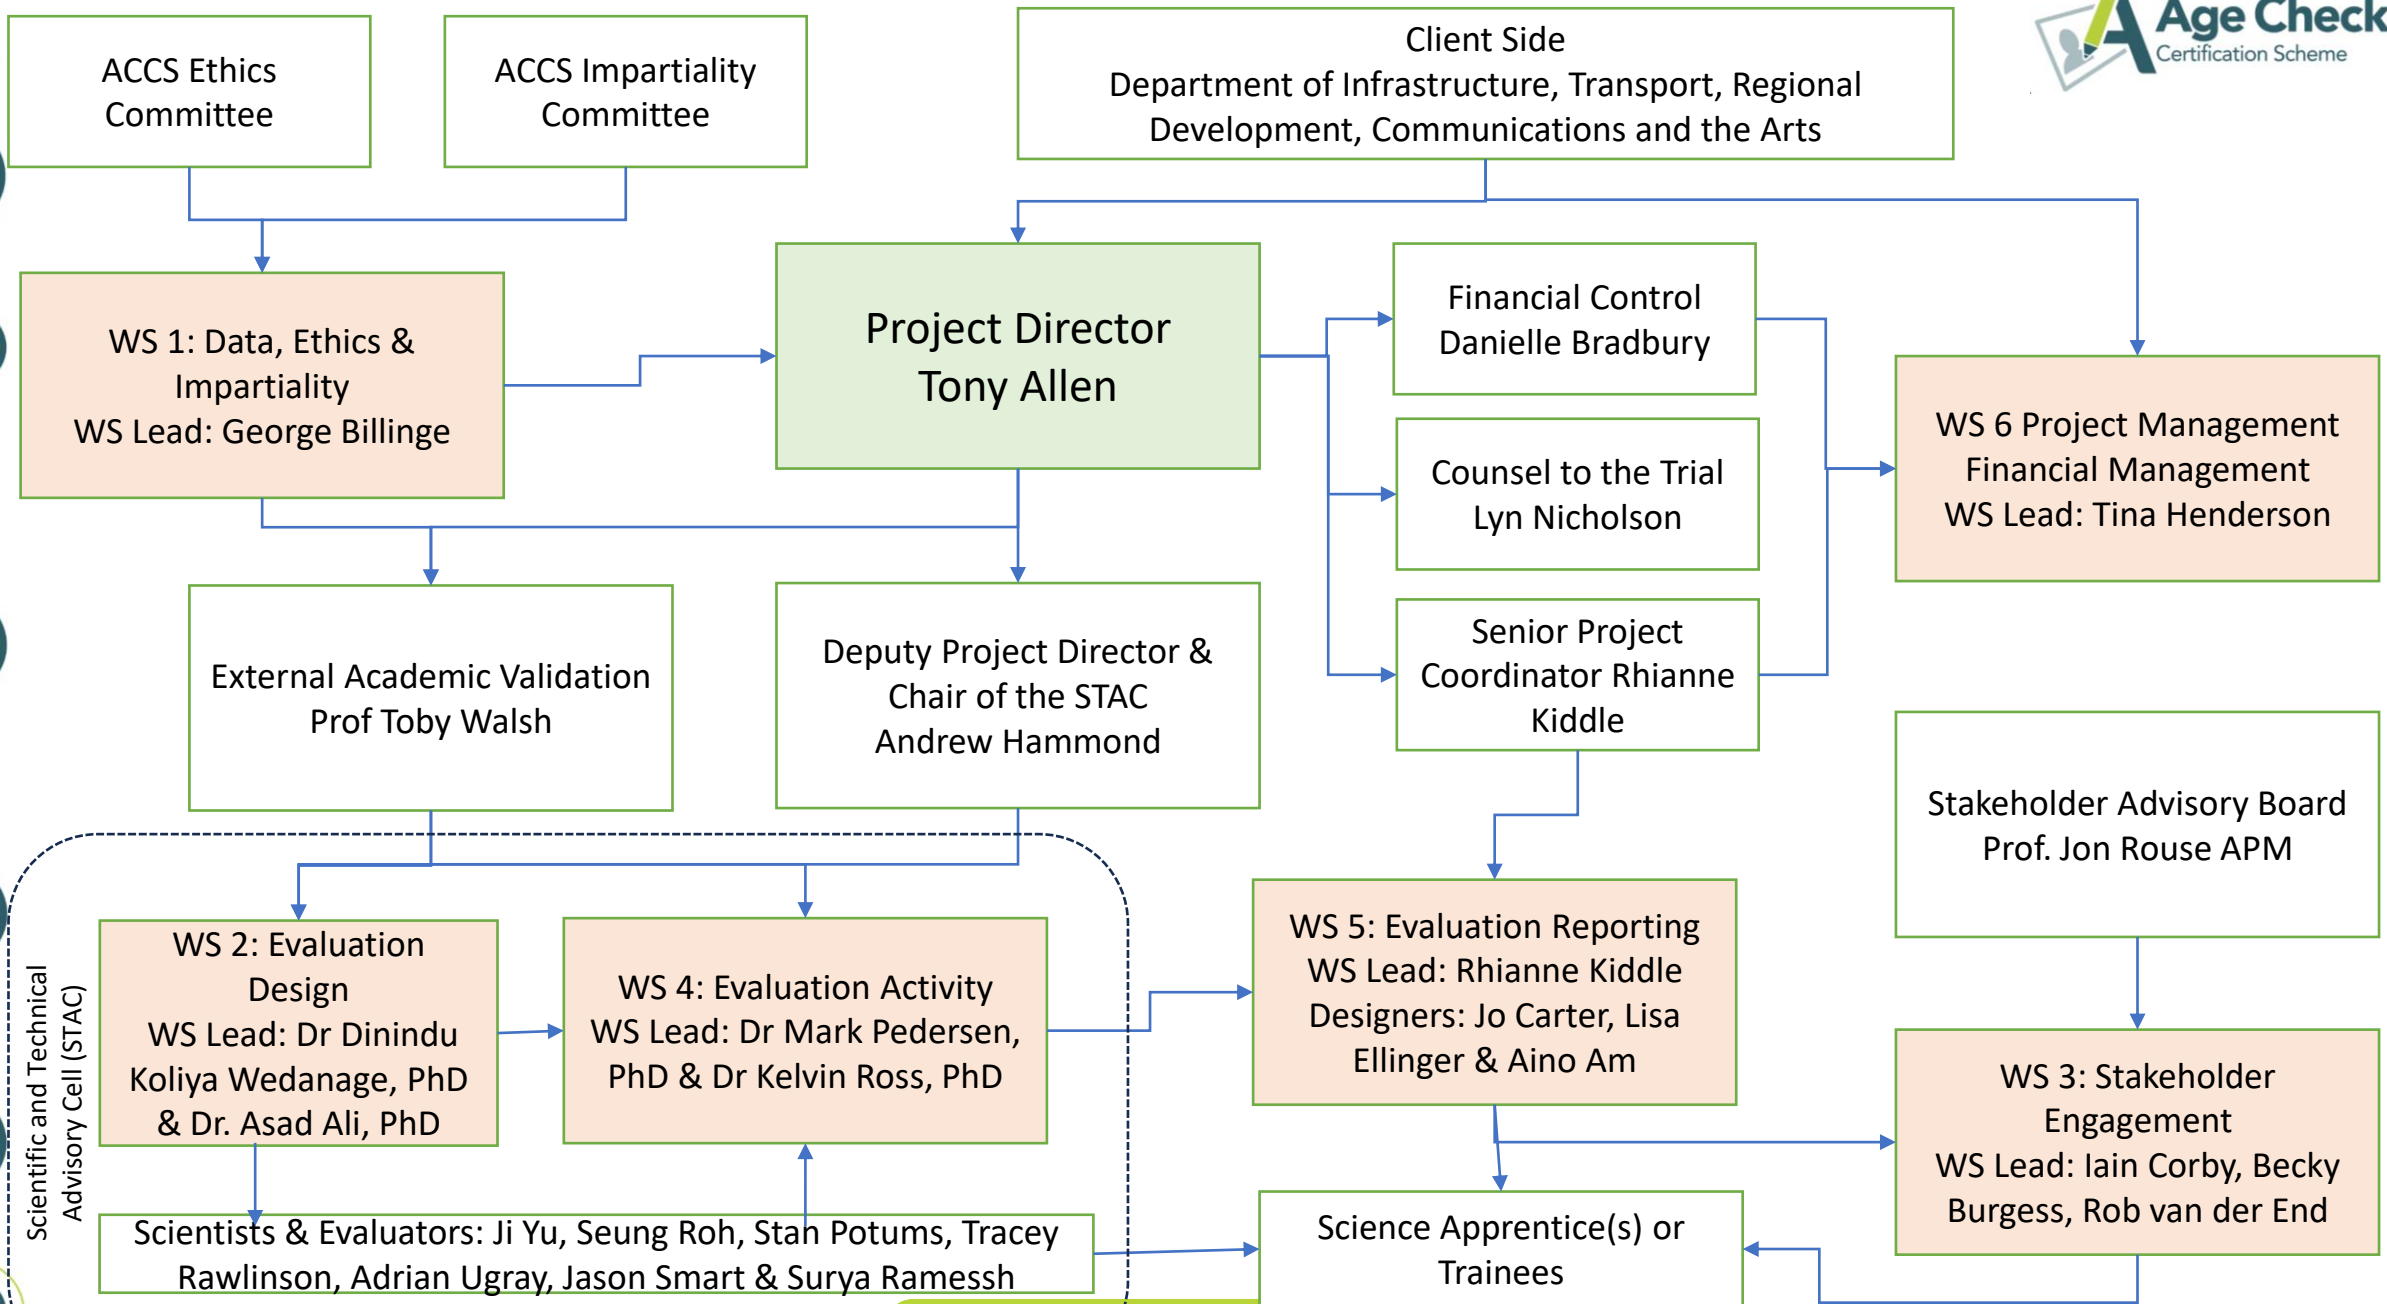 Age Check
Certification Scheme
ACCS Ethics
Committee
ACCS Impartiality
Committee
Client Side
Department of Infrastructure, Transport, Regional
Development, Communications and the Arts
WS 1: Data, Ethics &
Impartiality
WS Lead: George Billinge
Project Director
Tony Allen
Financial Control
Danielle Bradbury
Counsel to the Trial
Lyn Nicholson
Senior Project
Coordinator Rhianne
Kiddle
WS 6 Project Management
Financial Management
WS Lead: Tina Henderson
External Academic Validation
Prof Toby Walsh
Deputy Project Director &
Chair of the STAC
Andrew Hammond
Stakeholder Advisory Board
Prof. Jon Rouse APM
Scientific and Technical
Advisory Cell (STAC)
WS 2: Evaluation
Design
WS Lead: Dr Dinindu
Koliya Wedanage, PhD
& Dr. Asad Ali, PhD
WS 4: Evaluation Activity
WS Lead: Dr Mark Pedersen,
PhD & Dr Kelvin Ross, PhD
WS 5: Evaluation Reporting
WS Lead: Rhianne Kiddle
Designers: Jo Carter, Lisa
Ellinger & Aino Am
WS 3: Stakeholder
Engagement
WS Lead: Iain Corby, Becky
Burgess, Rob van der End
Scientists & Evaluators: Ji Yu, Seung Roh, Stan Potums, Tracey
Rawlinson, Adrian Ugray, Jason Smart & Surya Ramessh
Science Apprentice(s) or
Trainees